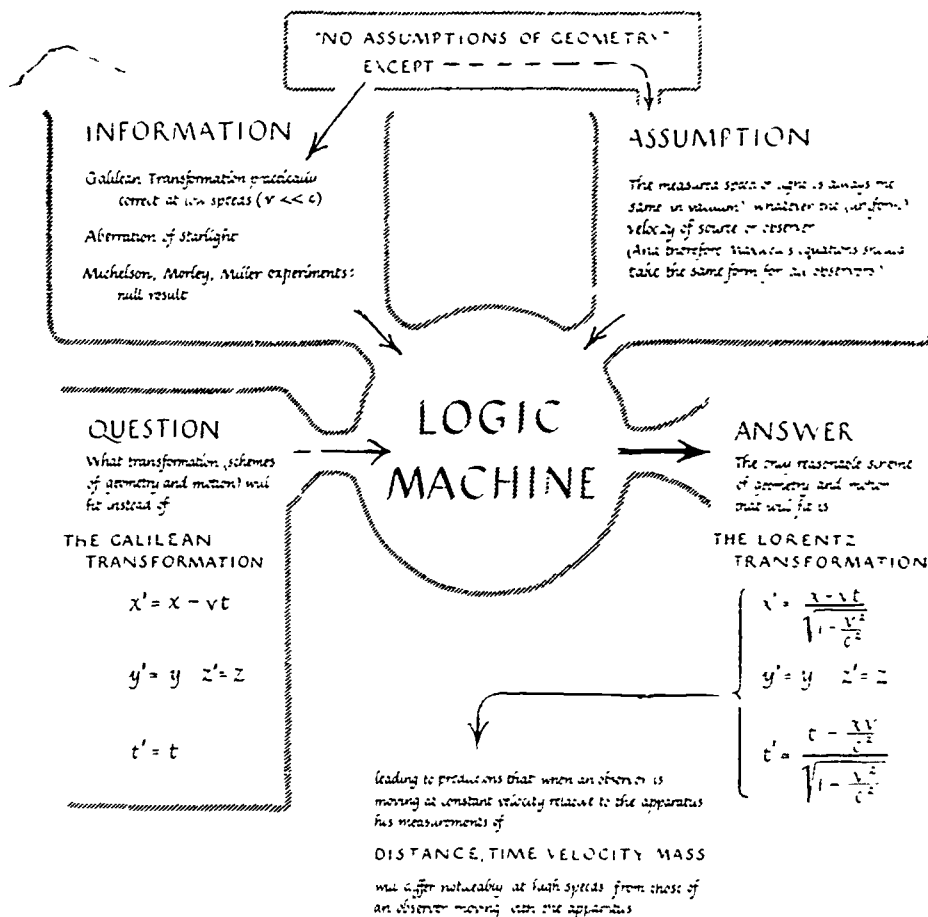 "NO ASSUMPTIONS OF GEOMETRY"
EXCEPT
INFORMATION
Galilean Transformation practically
correct at low speeds (v << c)
Aberration of starlight
Michelson, Morley, Miller experiments:
null result
ASSUMPTION
The measured speed of light is always the
same in vacuum, whatever the (uniform)
velocity of source or observer
(And therefore Maxwell's equations should
take the same form for all observers)
LOGIC
MACHINE
QUESTION
What transformation (schemes
of geometry and motion) will
fit instead of
THE GALILEAN
TRANSFORMATION
x' = x - vt
y' = y z' = z
t' = t
ANSWER
The only reasonable scheme
of geometry and motion
that will fit is
THE LORENTZ
TRANSFORMATION
x' = (x - vt) / √(1 - v²/c²)
y' = y z' = z
t' = (t - xv/c²) / √(1 - v²/c²)
leading to predictions that when an observer is
moving at constant velocity relative to the apparatus
his measurements of
DISTANCE, TIME VELOCITY MASS
will differ noticeably at high speeds from those of
an observer moving with the apparatus